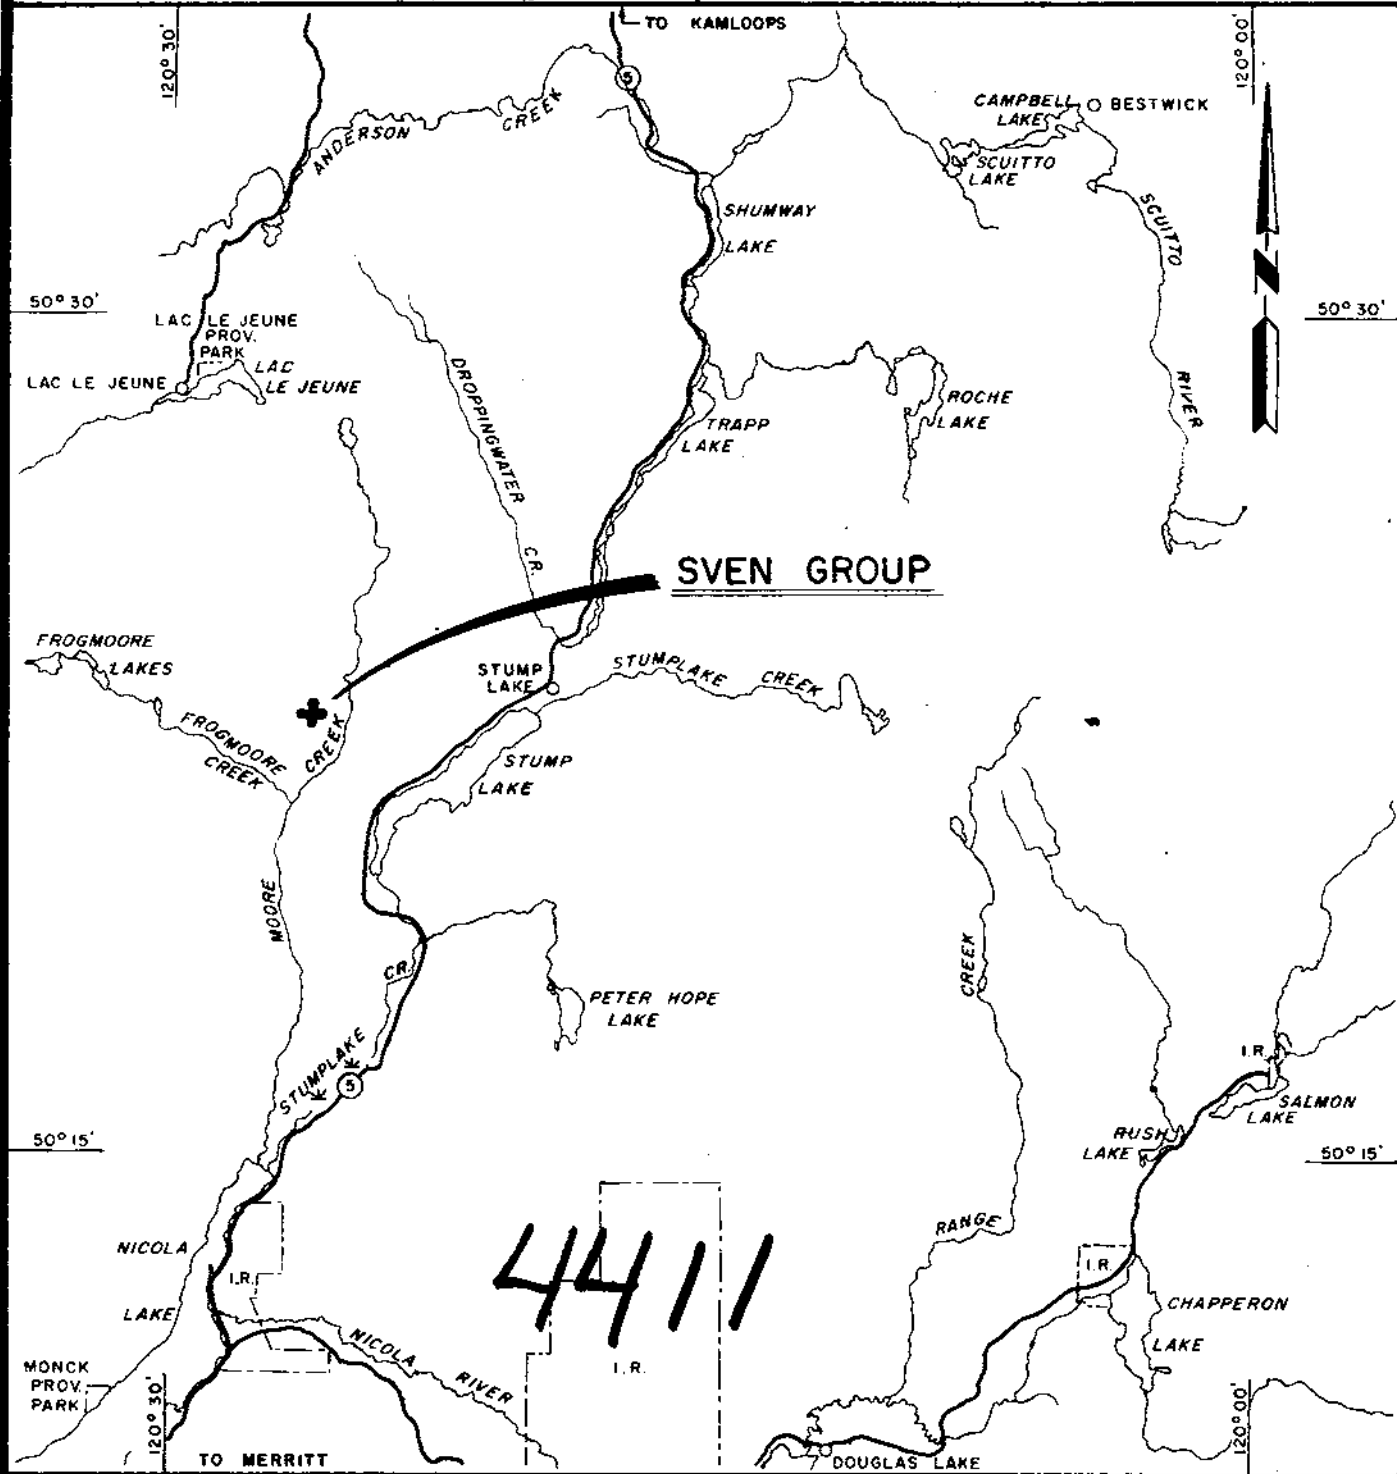 TO KAMLOOPS
120° 30'
120° 00'
5
CAMPBELL
LAKE
BESTWICK
ANDERSON
CREEK
SCUITTO
LAKE
SHUMWAY
LAKE
SCUITTO
RIVER
N
50° 30'
50° 30'
LAC LE JEUNE
PROV.
PARK
LAC LE JEUNE
LAC
LE JEUNE
DROPPINGWATER
CR.
ROCHE
LAKE
TRAPP
LAKE
SVEN GROUP
FROGMOORE
LAKES
STUMP
LAKE
STUMPLAKE CREEK
FROGMOORE
CREEK
CREEK
STUMP
LAKE
MOORE
CR.
CREEK
PETER HOPE
LAKE
STUMPLAKE
5
I.R.
SALMON
LAKE
RUSH
LAKE
50° 15'
50° 15'
RANGE
NICOLA
LAKE
I.R.
4411
I.R.
CHAPPERON
LAKE
NICOLA
RIVER
I.R.
MONCK
PROV.
PARK
120° 30'
120° 00'
TO MERRITT
DOUGLAS LAKE